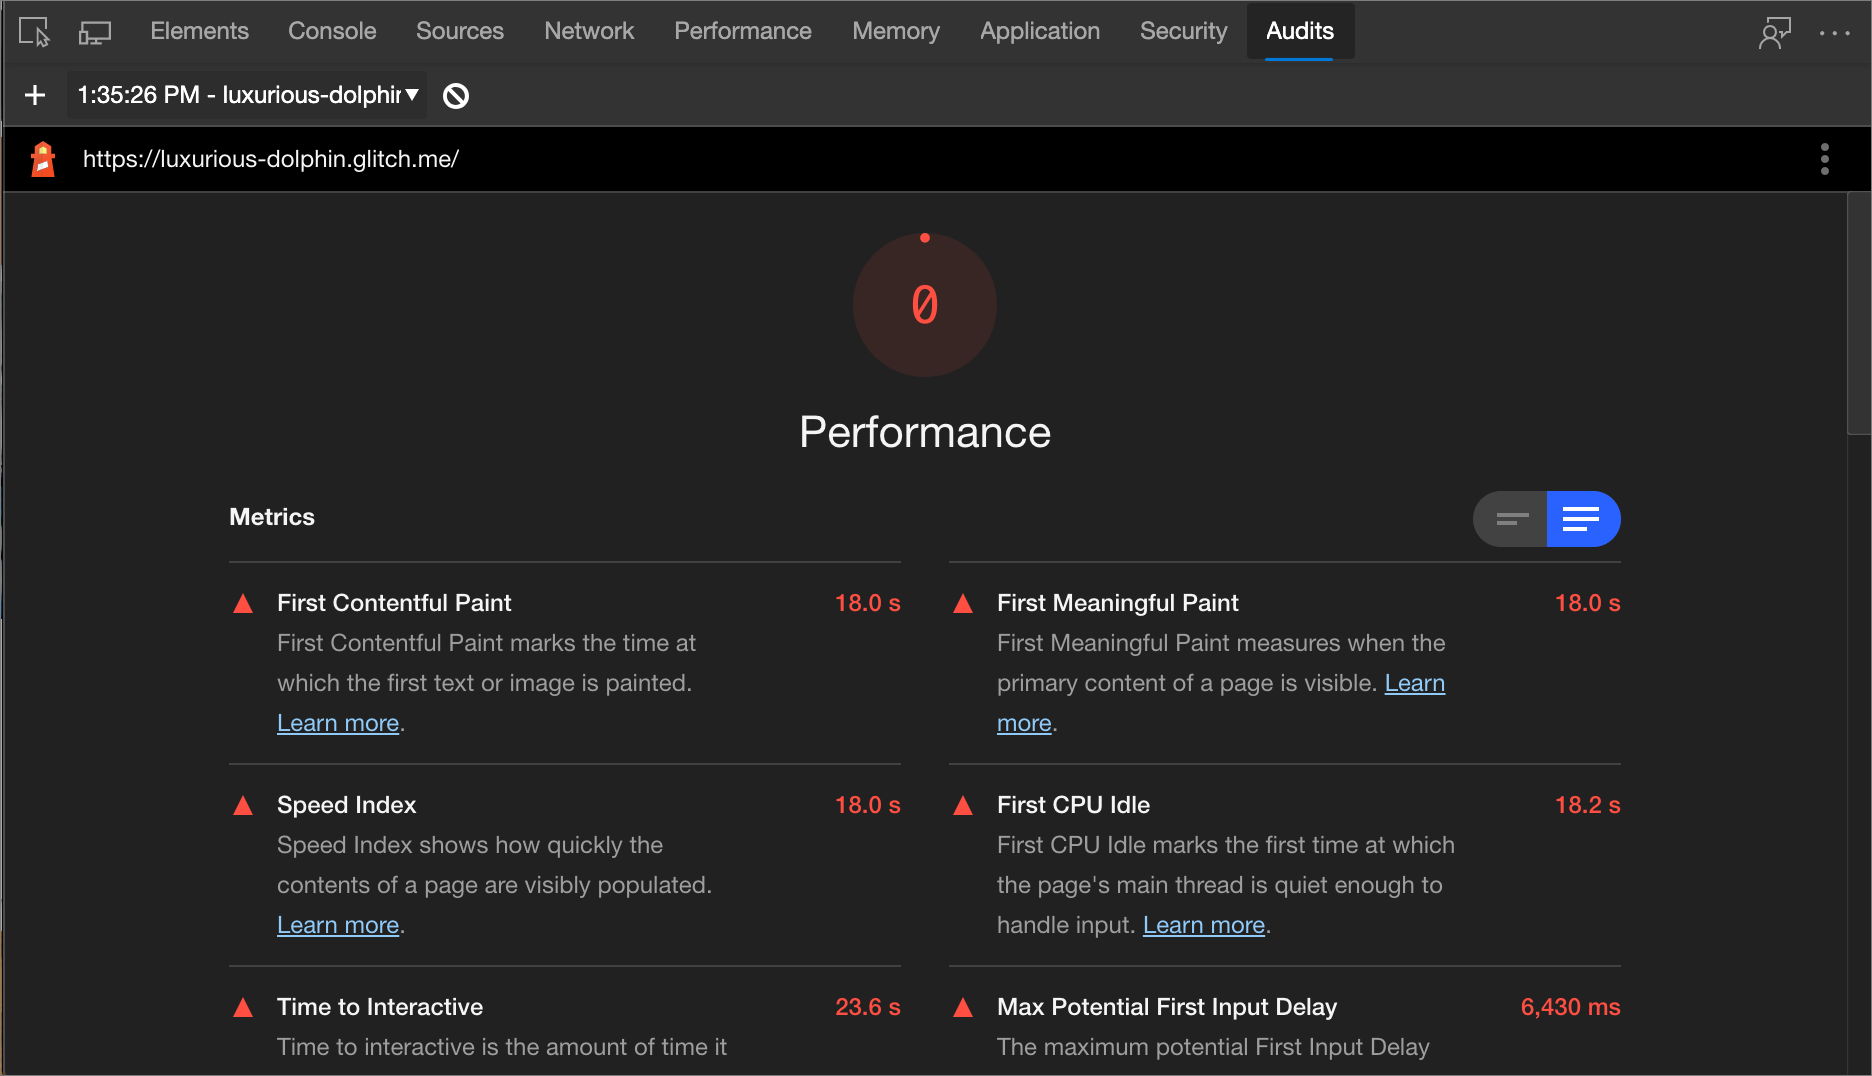 Elements Console Sources Network Performance Memory Application Security Audits
1:35:26 PM - luxurious-dolphin
https://luxurious-dolphin.glitch.me/
0
Performance
Metrics
First Contentful Paint 18.0 s
First Contentful Paint marks the time at
which the first text or image is painted.
Learn more.
First Meaningful Paint 18.0 s
First Meaningful Paint measures when the
primary content of a page is visible. Learn
more.
Speed Index 18.0 s
Speed Index shows how quickly the
contents of a page are visibly populated.
Learn more.
First CPU Idle 18.2 s
First CPU Idle marks the first time at which
the page's main thread is quiet enough to
handle input. Learn more.
Time to Interactive 23.6 s
Time to interactive is the amount of time it
Max Potential First Input Delay 6,430 ms
The maximum potential First Input Delay